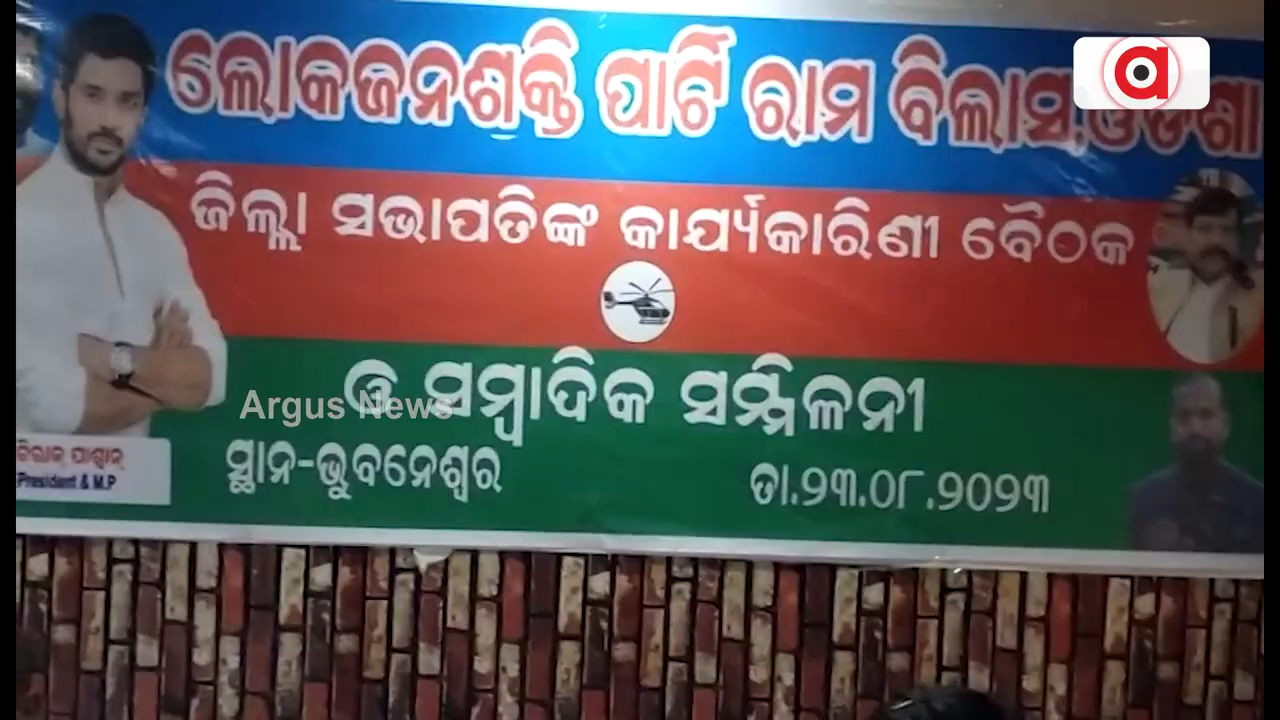 ଲୋକଜନଶକ୍ତି ପାର୍ଟି ରାମ ବିଲାସ,ଓଡିଶା
ଜିଲ୍ଲା ସଭାପତିଙ୍କ କାର୍ଯ୍ୟକାରିଣୀ ବୈଠକ
ଓ ସମ୍ବାଦିକ ସମ୍ମିଳନୀ
Argus News
ସ୍ଥାନ-ଭୁବନେଶ୍ୱର
ତା.୨୩.୦୮.୨୦୨୩
ଚିରାଗ୍ ପାଶ୍ୱାନ୍
President & M.P